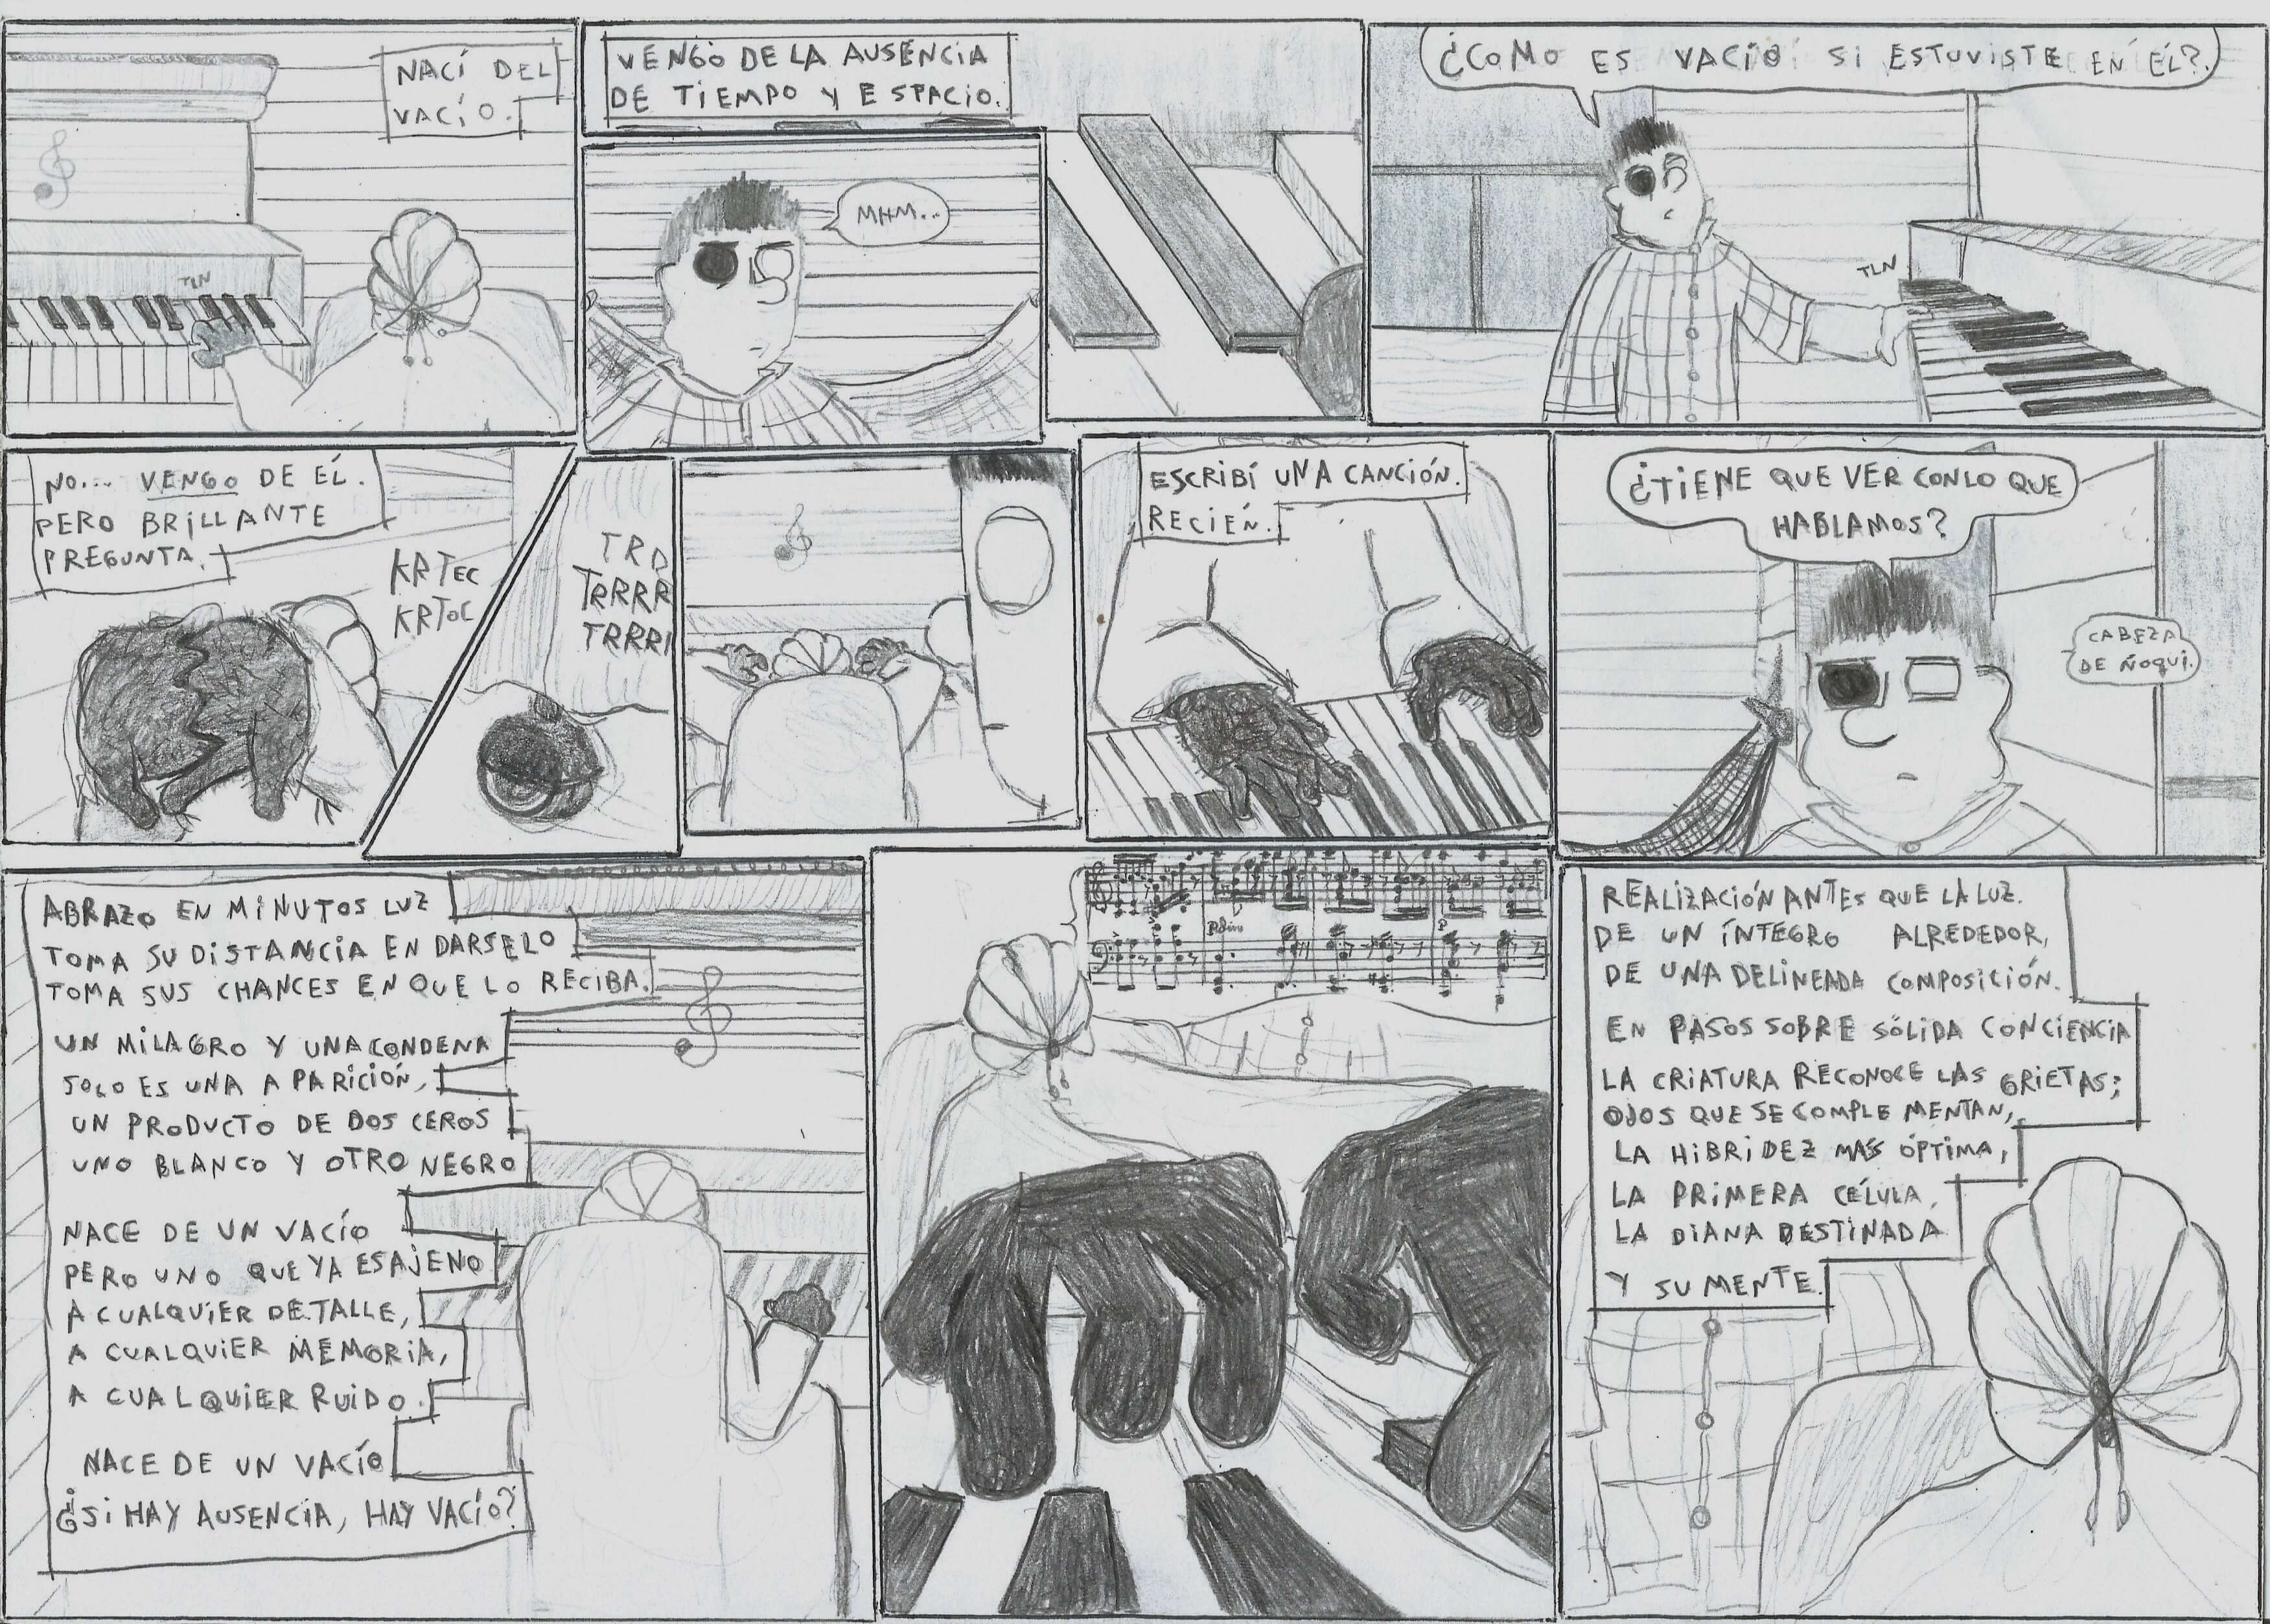 NACÍ DEL
VACÍO.
TLN
VENGO DE LA AUSENCIA
DE TIEMPO Y ESPACIO.
MHM...
¿COMO ES VACÍO SI ESTUVISTE EN ÉL?
TLN
NO... VENGO DE ÉL.
PERO BRILLANTE
PREGUNTA.
KRTEC
KRTOC
TRR
TRRRR
TRRRR
ESCRIBÍ UNA CANCIÓN.
RECIÉN.
¿TIENE QUE VER CON LO QUE
HABLAMOS?
CABEZA
DE ÑOQUI.
ABRAZO EN MINUTOS LUZ
TOMA SU DISTANCIA EN DARSELO
TOMA SUS CHANCES EN QUE LO RECIBA.
UN MILAGRO Y UNA CONDENA
SOLO ES UNA APARICIÓN,
UN PRODUCTO DE DOS CEROS
UNO BLANCO Y OTRO NEGRO
NACE DE UN VACÍO
PERO UNO QUE YA ES AJENO
A CUALQUIER DETALLE,
A CUALQUIER MEMORIA,
A CUALQUIER RUIDO.
NACE DE UN VACÍO
¿SI HAY AUSENCIA, HAY VACÍO?
REALIZACIÓN ANTES QUE LA LUZ.
DE UN ÍNTEGRO ALREDEDOR,
DE UNA DELINEADA COMPOSICIÓN.
EN PASOS SOBRE SÓLIDA CONCIENCIA
LA CRIATURA RECONOCE LAS GRIETAS;
OJOS QUE SE COMPLEMENTAN,
LA HIBRIDEZ MAS ÓPTIMA,
LA PRIMERA CÉLULA,
LA DIANA DESTINADA
Y SU MENTE.